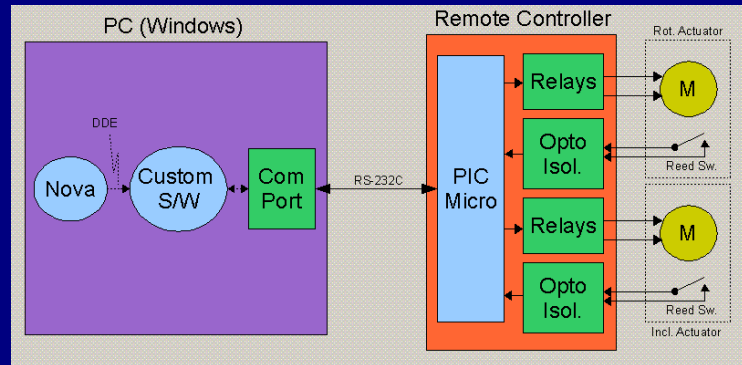 PC (Windows)
DDE
Nova
Custom
S/W
Com
Port
RS-232C
Remote Controller
PIC
Micro
Relays
Opto
Isol.
Relays
Opto
Isol.
Rot. Actuator
M
Reed Sw.
M
Reed Sw.
Incl. Actuator